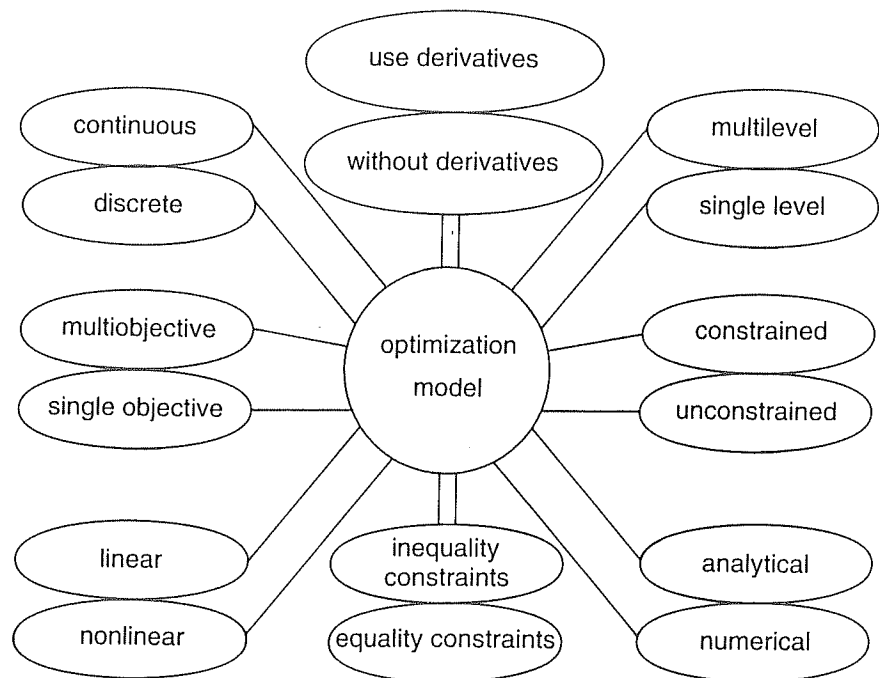 use derivatives
without derivatives
continuous
discrete
multilevel
single level
multiobjective
single objective
optimization
model
constrained
unconstrained
linear
nonlinear
inequality
constraints
equality constraints
analytical
numerical